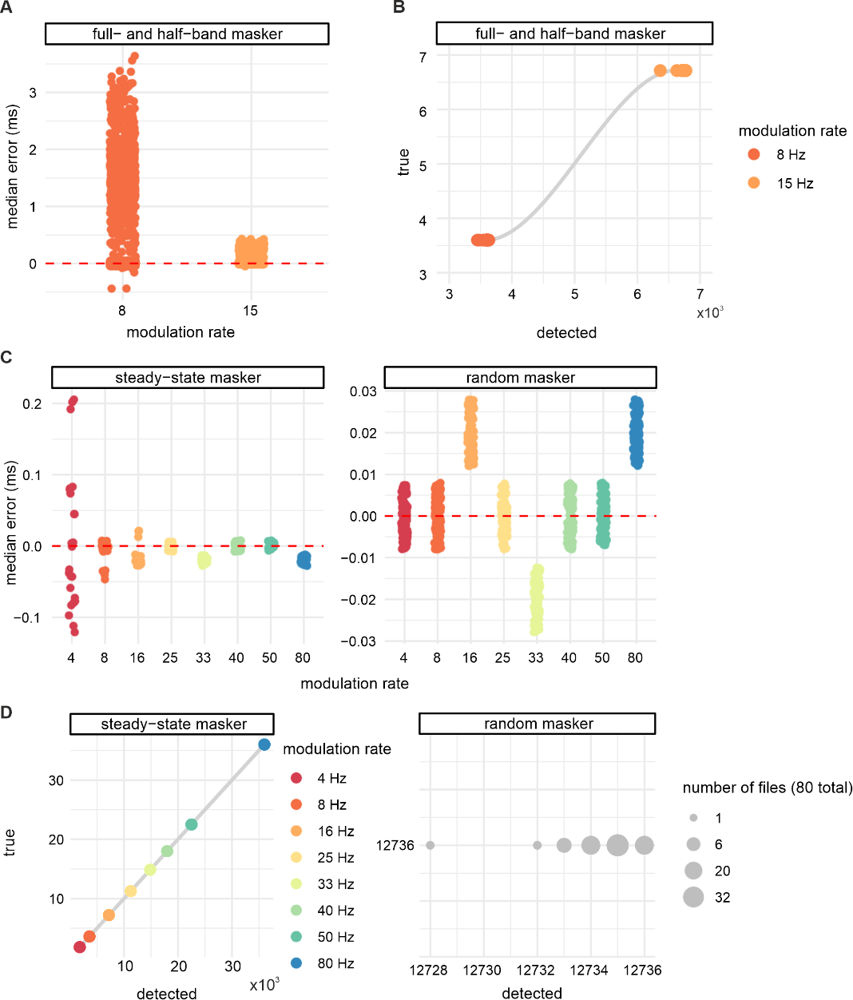 A
full− and half−band masker
median error (ms)
3
2
1
0
8
15
modulation rate
B
full− and half−band masker
true
7
6
5
4
3
3
4
5
6
7
x10³
detected
modulation rate
8 Hz
15 Hz
C
steady−state masker
median error (ms)
0.2
0.1
0.0
−0.1
4
8
16
25
33
40
50
80
random masker
0.03
0.02
0.01
0.00
−0.01
−0.02
−0.03
4
8
16
25
33
40
50
80
modulation rate
D
steady−state masker
true
30
20
10
10
20
30
x10³
detected
modulation rate
4 Hz
8 Hz
16 Hz
25 Hz
33 Hz
40 Hz
50 Hz
80 Hz
random masker
12736
12728
12730
12732
12734
12736
detected
number of files (80 total)
1
6
20
32